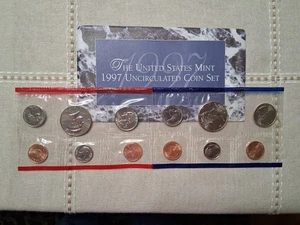 The United States Mint
1997 Uncirculated Coin Set